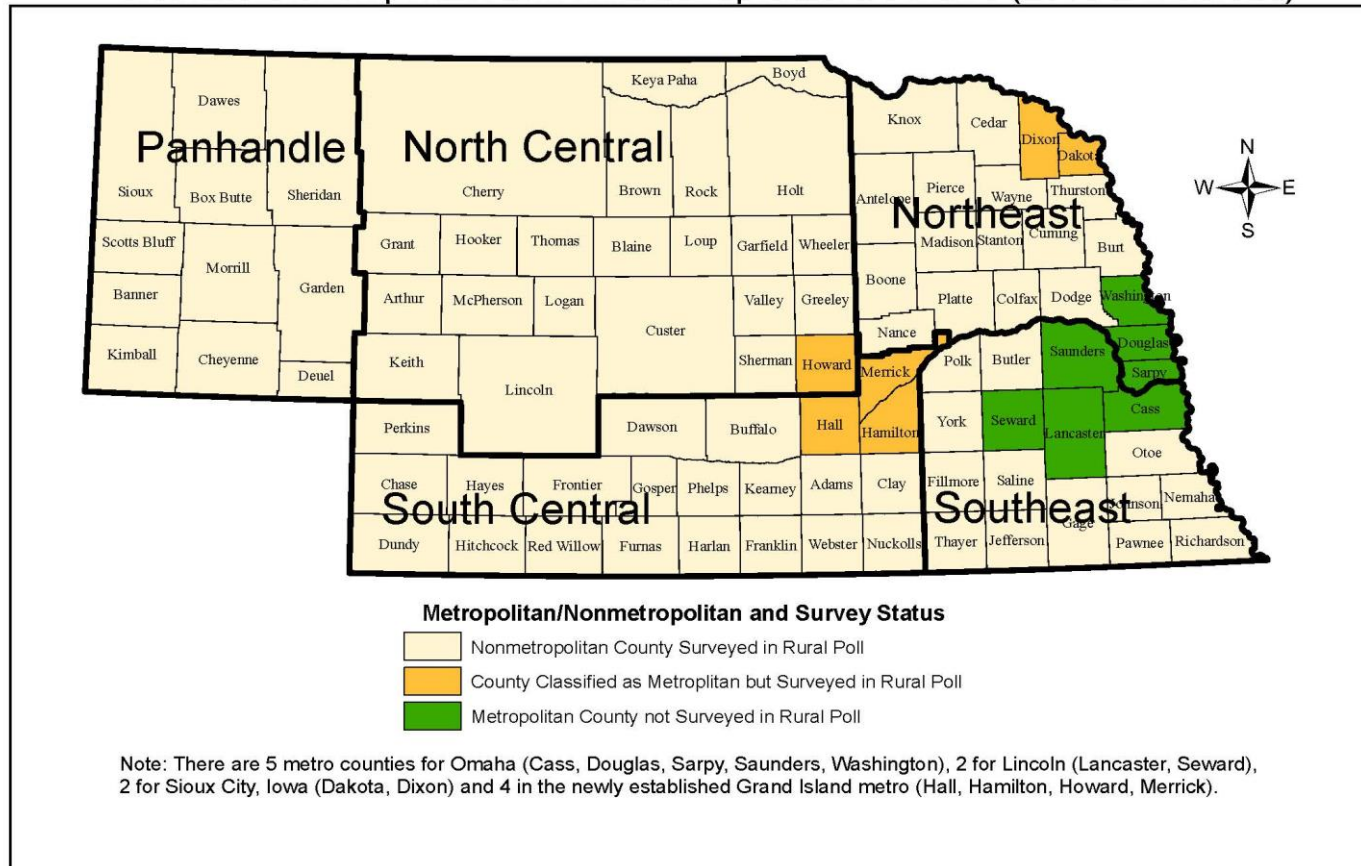 Keya Paha
Boyd
Dawes
Knox
Cedar
Dixon
Dakota
Panhandle
North Central
Sioux
Box Butte
Sheridan
Cherry
Brown
Rock
Holt
Antelope
Pierce
Wayne
Thurston
Northeast
N
W
E
S
Scotts Bluff
Morrill
Garden
Grant
Hooker
Thomas
Blaine
Loup
Garfield
Wheeler
Madison
Stanton
Cuming
Burt
Banner
Arthur
McPherson
Logan
Custer
Valley
Greeley
Boone
Platte
Colfax
Dodge
Washington
Nance
Kimball
Cheyenne
Deuel
Keith
Lincoln
Sherman
Howard
Merrick
Polk
Butler
Saunders
Douglas
Sarpy
Perkins
Dawson
Buffalo
Hall
Hamilton
York
Seward
Lancaster
Cass
Otoe
Chase
Hayes
Frontier
Gosper
Phelps
Kearney
Adams
Clay
Fillmore
Saline
Johnson
Nemaha
South Central
Southeast
Gage
Dundy
Hitchcock
Red Willow
Furnas
Harlan
Franklin
Webster
Nuckolls
Thayer
Jefferson
Pawnee
Richardson
Metropolitan/Nonmetropolitan and Survey Status
Nonmetropolitan County Surveyed in Rural Poll
County Classified as Metroplitan but Surveyed in Rural Poll
Metropolitan County not Surveyed in Rural Poll
Note: There are 5 metro counties for Omaha (Cass, Douglas, Sarpy, Saunders, Washington), 2 for Lincoln (Lancaster, Seward),
2 for Sioux City, Iowa (Dakota, Dixon) and 4 in the newly established Grand Island metro (Hall, Hamilton, Howard, Merrick).